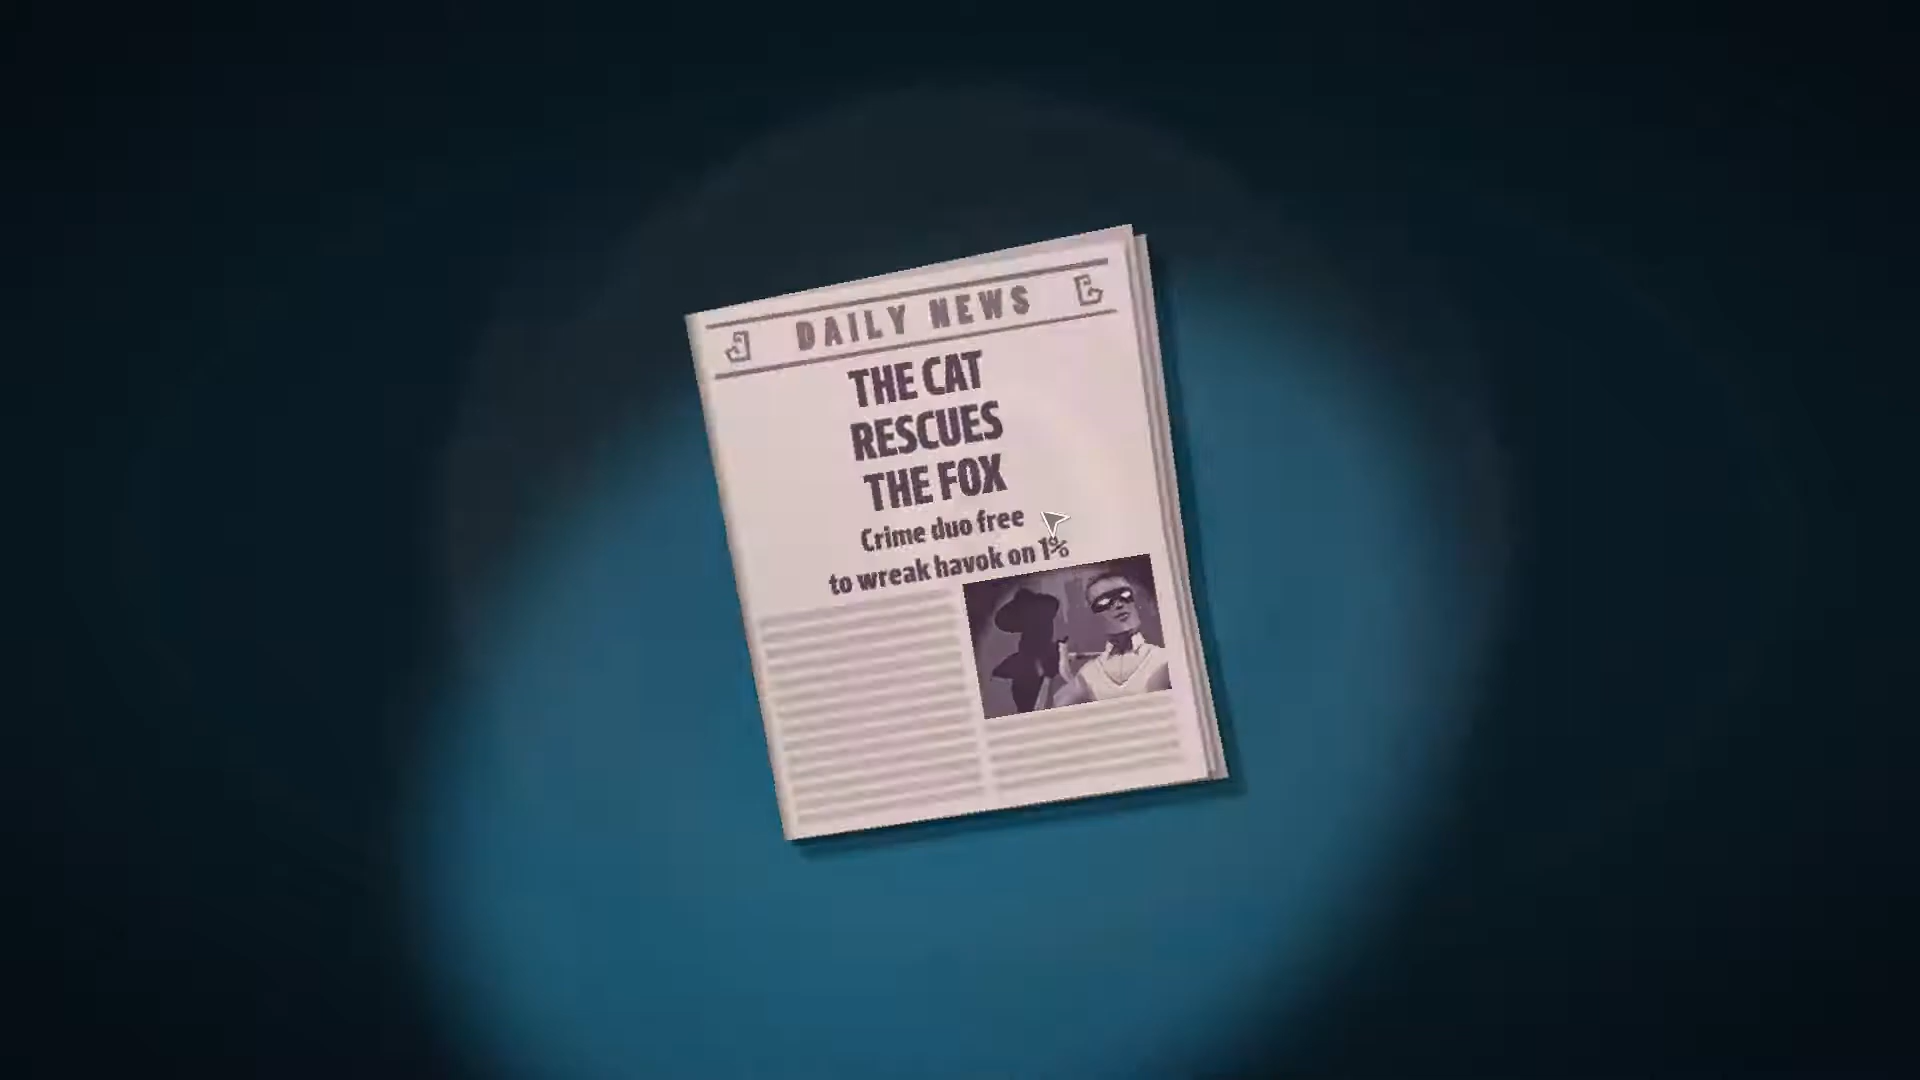 DAILY NEWS
THE CAT
RESCUES
THE FOX
Crime duo free
to wreak havok on 1%